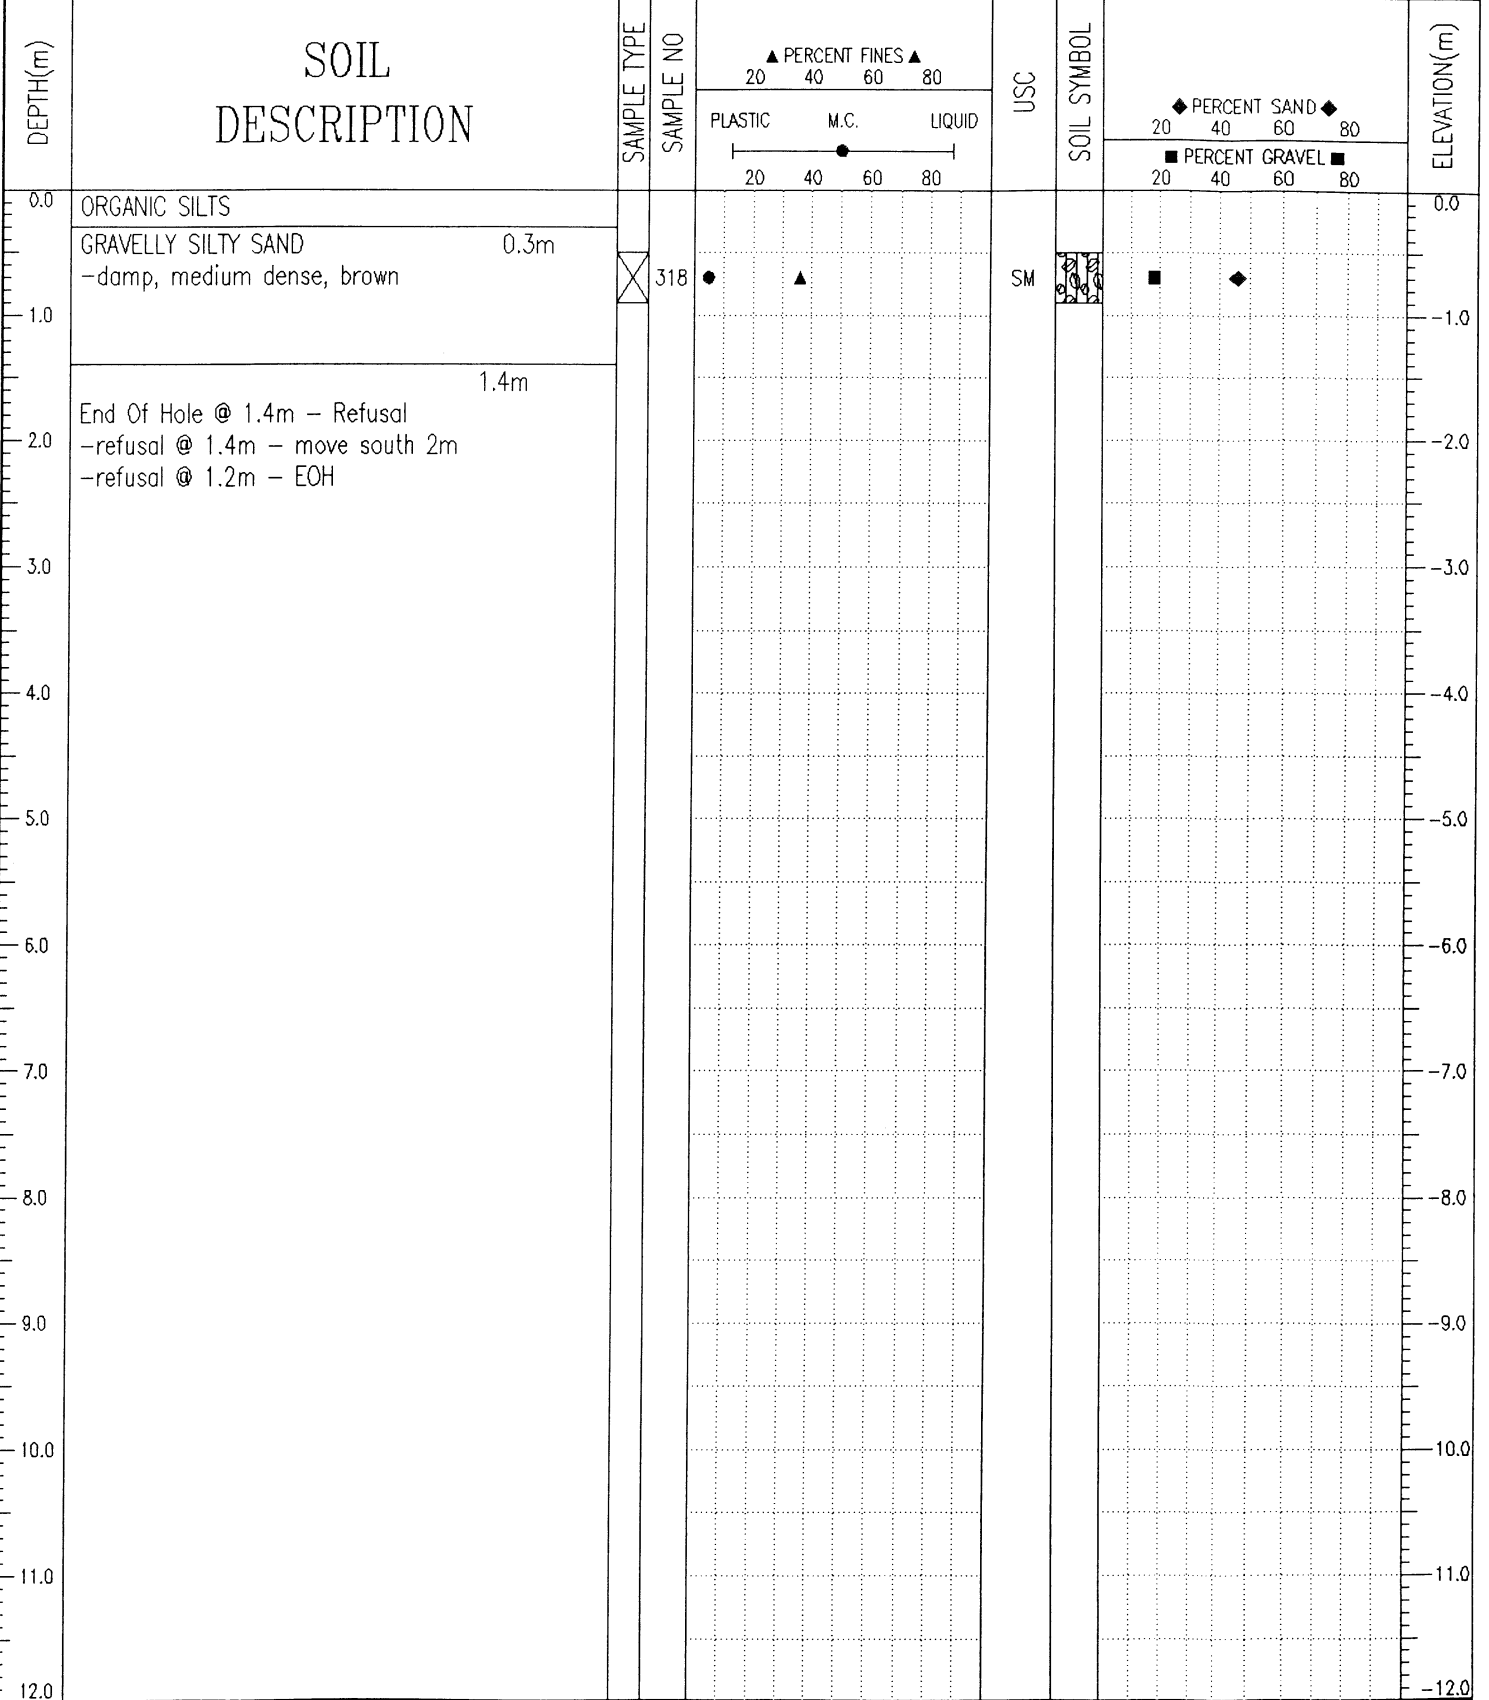 DEPTH(m)
SOIL
DESCRIPTION
SAMPLE TYPE
SAMPLE NO
▲ PERCENT FINES ▲
20 40 60 80
PLASTIC M.C. LIQUID
20 40 60 80
USC
SOIL SYMBOL
◆ PERCENT SAND ◆
20 40 60 80
■ PERCENT GRAVEL ■
20 40 60 80
ELEVATION(m)
0.0
ORGANIC SILTS
0.0
GRAVELLY SILTY SAND 0.3m
-damp, medium dense, brown
318
SM
1.0
-1.0
1.4m
End Of Hole @ 1.4m - Refusal
2.0
-refusal @ 1.4m - move south 2m
-2.0
-refusal @ 1.2m - EOH
3.0
-3.0
4.0
-4.0
5.0
-5.0
6.0
-6.0
7.0
-7.0
8.0
-8.0
9.0
-9.0
10.0
-10.0
11.0
-11.0
12.0
-12.0